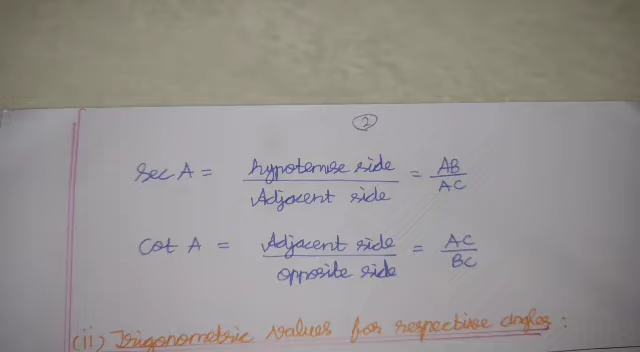 2
sec A = hypotenuse side / Adjacent side = AB / AC
cot A = Adjacent side / opposite side = AC / BC
(ii) Trigonometric values for respective angles :